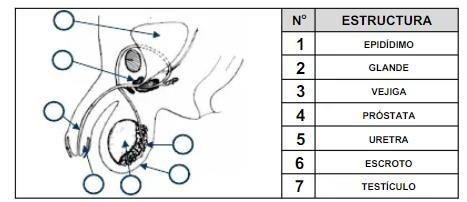 N° ESTRUCTURA
1 EPIDÍDIMO
2 GLANDE
3 VEJIGA
4 PRÓSTATA
5 URETRA
6 ESCROTO
7 TESTÍCULO